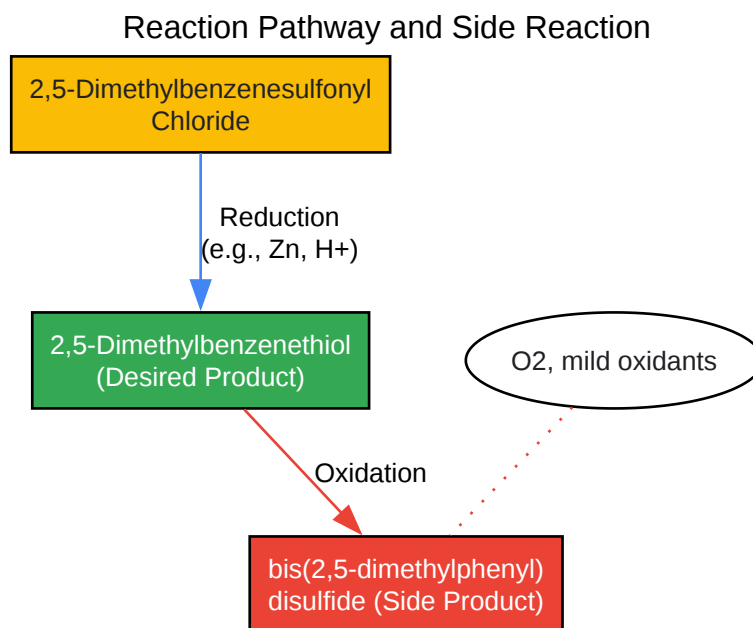 Reaction Pathway and Side Reaction
2,5-Dimethylbenzenesulfonyl
Chloride
Reduction
(e.g., Zn, H+)
2,5-Dimethylbenzenethiol
(Desired Product)
O2, mild oxidants
Oxidation
bis(2,5-dimethylphenyl)
disulfide (Side Product)